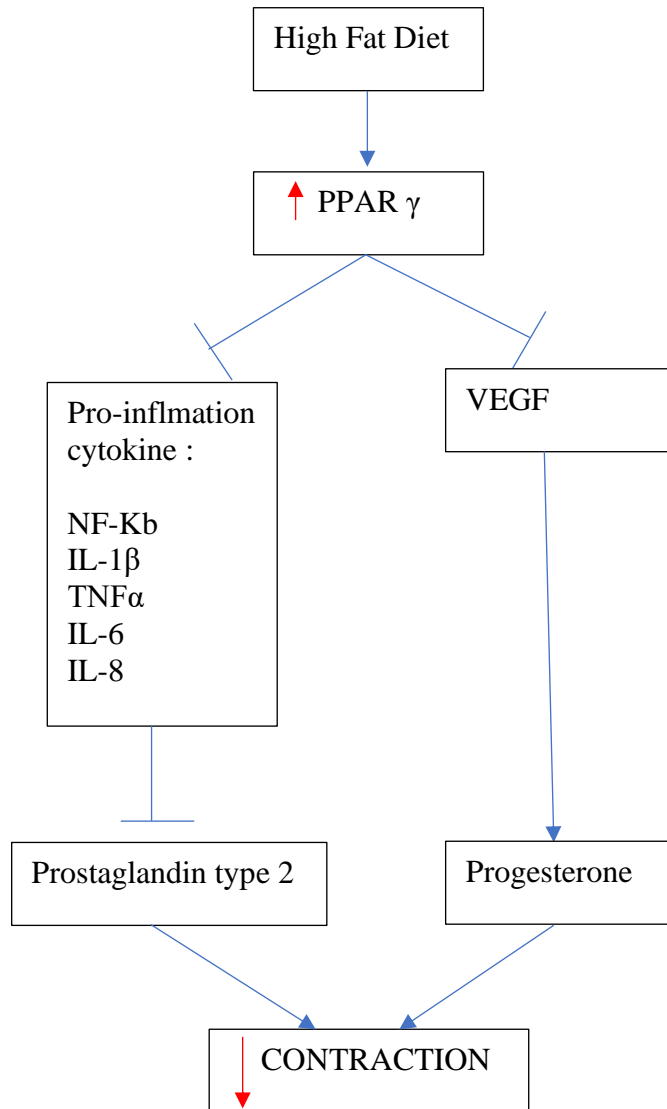 High Fat Diet
PPAR γ
Pro-inflmation
cytokine :
NF-Kb
IL-1β
TNFα
IL-6
IL-8
VEGF
Prostaglandin type 2
Progesterone
CONTRACTION